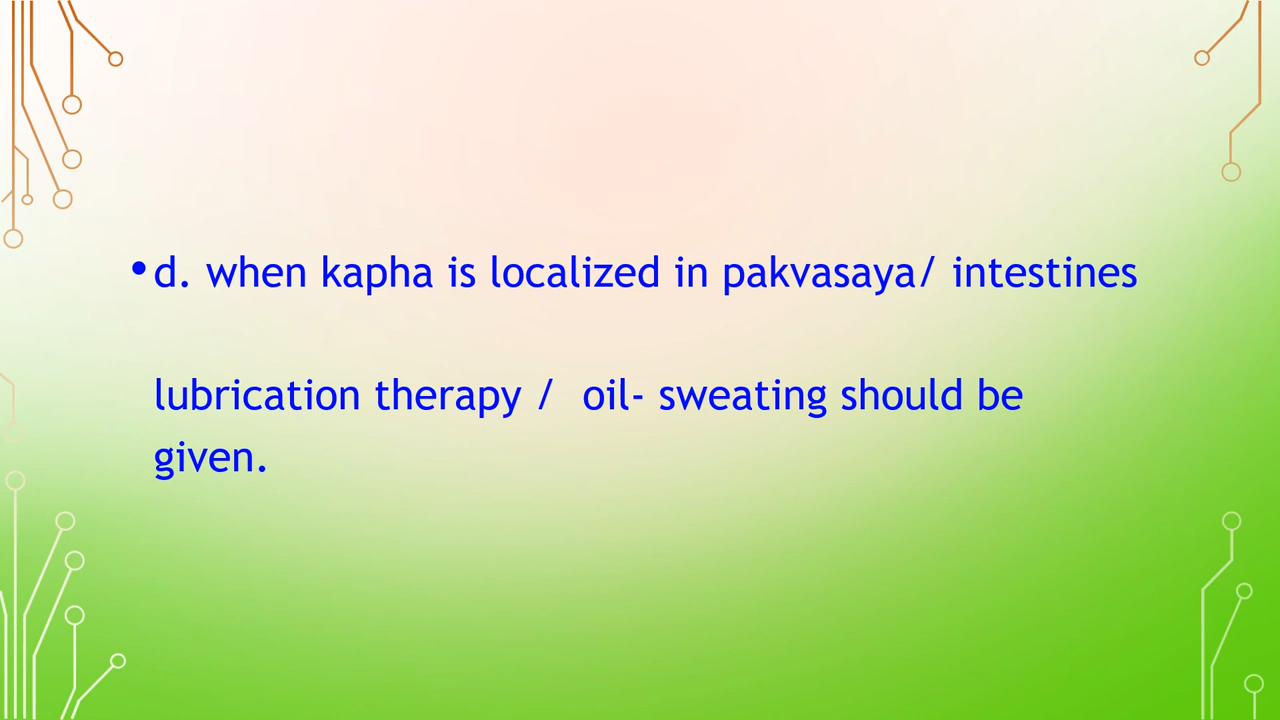 • d. when kapha is localized in pakvasaya/ intestines
lubrication therapy / oil- sweating should be
given.